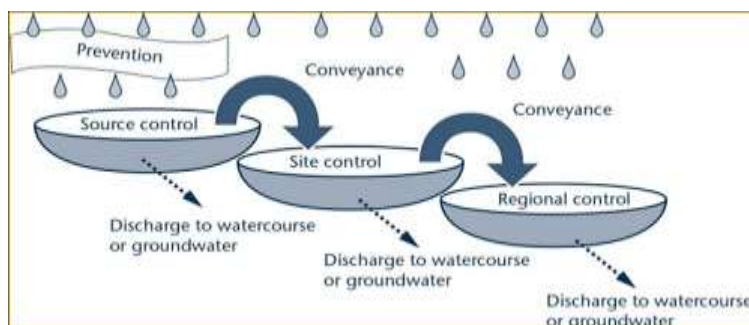 Prevention
Conveyance
Conveyance
Source control
Site control
Regional control
Discharge to watercourse
or groundwater
Discharge to watercourse
or groundwater
Discharge to watercourse
or groundwater